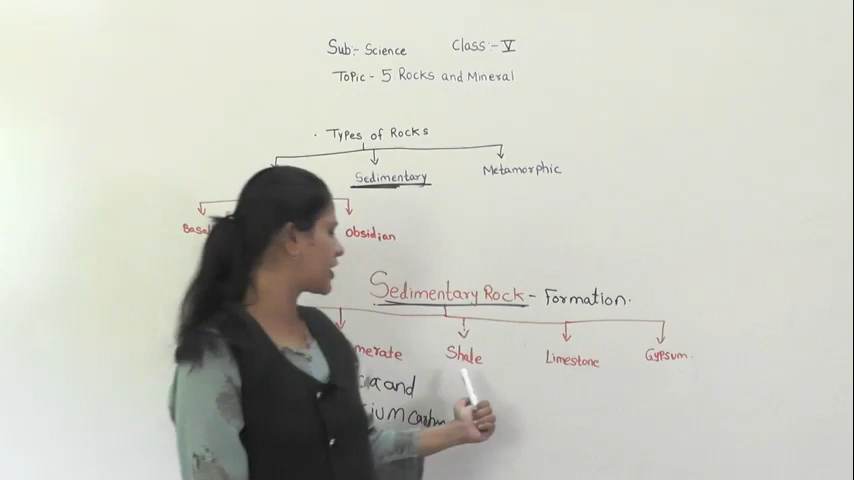 Sub:- Science Class:- V
Topic - 5 Rocks and Mineral
. Types of Rocks
Sedimentary Metamorphic
Obsidian
Sedimentary Rock - Formation.
Shale Limestone Gypsum.
and